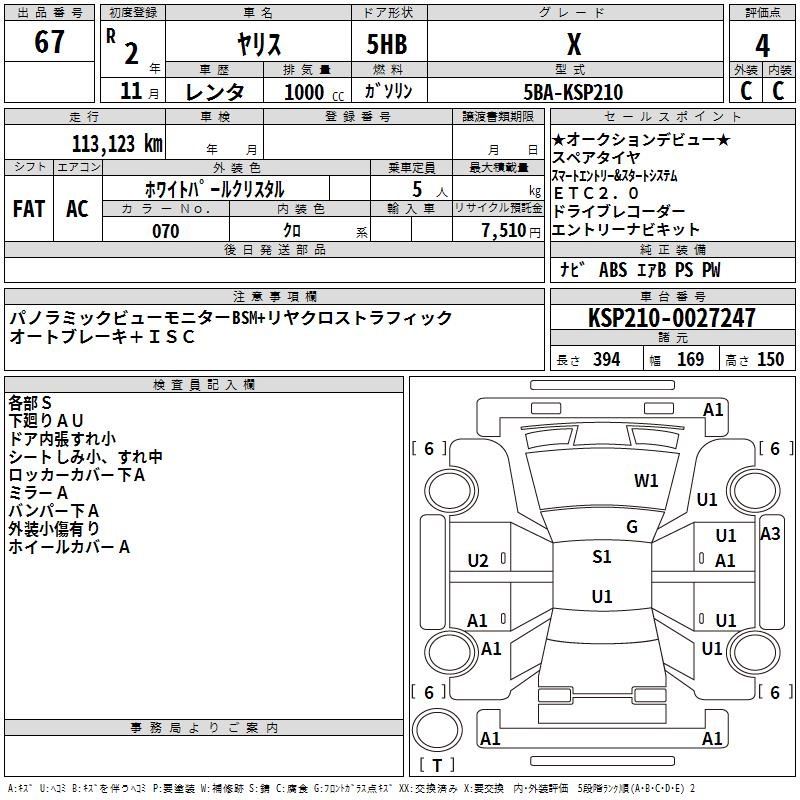 出品番号 初度登録 車名 ドア形状 グレード 評価点
67 R 2 年 ヤリス 5HB X 4
車歴 排気量 燃料 型式 外装 内装
11 月 レンタ 1000 CC ガソリン 5BA-KSP210 C C
走行 車検 登録番号 譲渡書類期限 セールスポイント
113,123 km 年 月 月 日
★オークションデビュー★
スペアタイヤ
スマートエントリー&スタートシステム
ETC2.0
ドライブレコーダー
エントリーナビキット
シフト エアコン 外装色 乗車定員 最大積載量
FAT AC ホワイトパールクリスタル 5 人 kg
カラーNo. 内装色 輸入車 リサイクル預託金
070 クロ 系 7,510 円
後日発送部品
純正装備
ナビ ABS エアB PS PW
注意事項欄
パノラミックビューモニターBSM+リヤクロストラフィック
オートブレーキ+ISC
車台番号
KSP210-0027247
諸元
長さ 394 幅 169 高さ 150
検査員記入欄
各部S
下廻りAU
ドア内張すれ小
シートしみ小、すれ中
ロッカーカバー下A
ミラーA
バンパー下A
外装小傷有り
ホイールカバーA
事務局よりご案内
A1
[ 6 ] [ 6 ]
W1
U1
G
U1 A3
S1
U2 A1
U1
A1 U1
A1 U1
[ 6 ] [ 6 ]
A1 A1
[ T ]
A:キズ U:ヘコミ B:キズを伴うヘコミ P:要塗装 W:補修跡 S:錆 C:腐食 G:フロントガラス点キズ XX:交換済み X:要交換 内・外装評価 5段階ランク順(A・B・C・D・E) 2